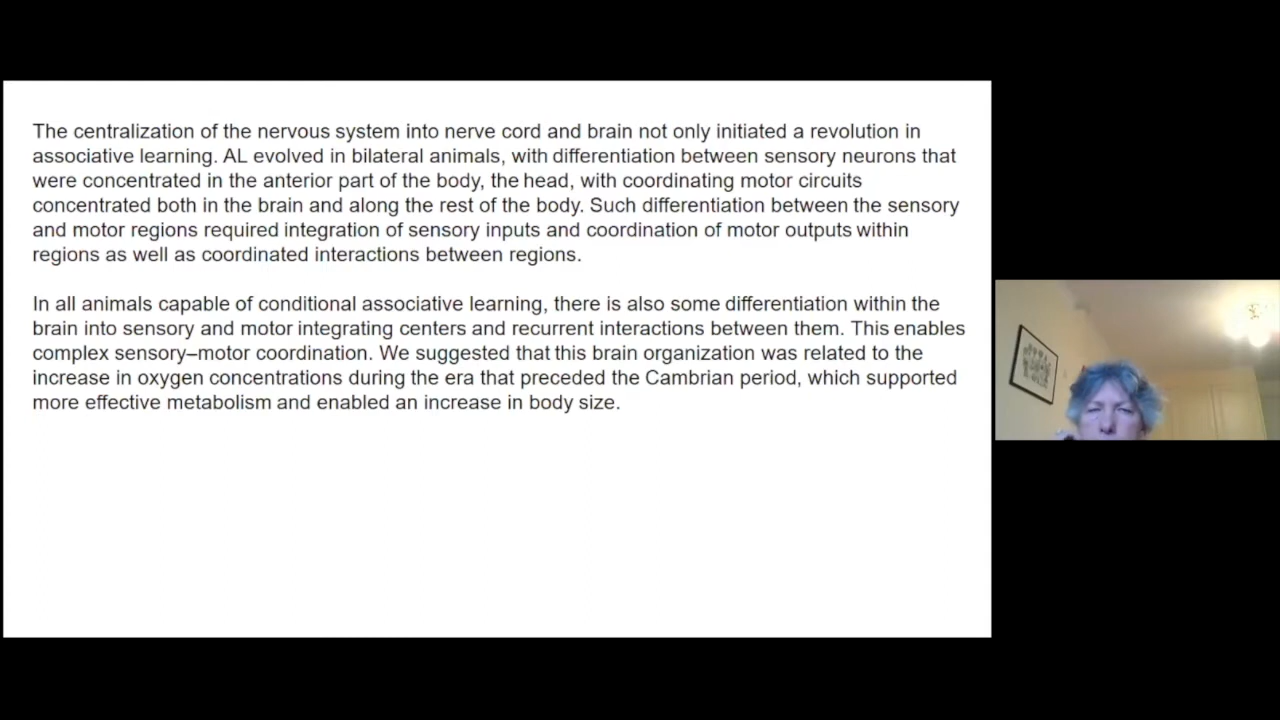 The centralization of the nervous system into nerve cord and brain not only initiated a revolution in
associative learning. AL evolved in bilateral animals, with differentiation between sensory neurons that
were concentrated in the anterior part of the body, the head, with coordinating motor circuits
concentrated both in the brain and along the rest of the body. Such differentiation between the sensory
and motor regions required integration of sensory inputs and coordination of motor outputs within
regions as well as coordinated interactions between regions.
In all animals capable of conditional associative learning, there is also some differentiation within the
brain into sensory and motor integrating centers and recurrent interactions between them. This enables
complex sensory–motor coordination. We suggested that this brain organization was related to the
increase in oxygen concentrations during the era that preceded the Cambrian period, which supported
more effective metabolism and enabled an increase in body size.